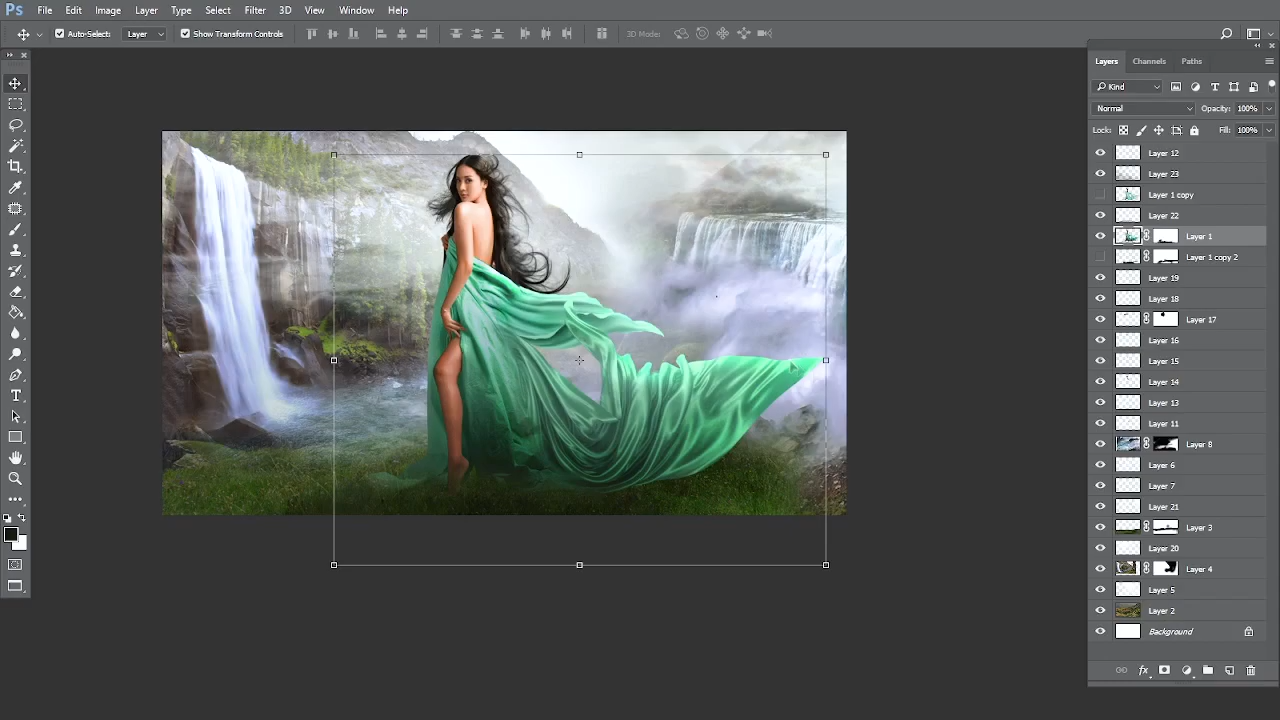 Ps File Edit Image Layer Type Select Filter 3D View Window Help
Auto-Select: Layer Show Transform Controls 3D Mode:
Layers Channels Paths
Kind
Normal Opacity: 100%
Lock: Fill: 100%
Layer 12
Layer 23
Layer 1 copy
Layer 22
Layer 1
Layer 1 copy 2
Layer 19
Layer 18
Layer 17
Layer 16
Layer 15
Layer 14
Layer 13
Layer 11
Layer 8
Layer 6
Layer 7
Layer 21
Layer 3
Layer 20
Layer 4
Layer 5
Layer 2
Background
fx